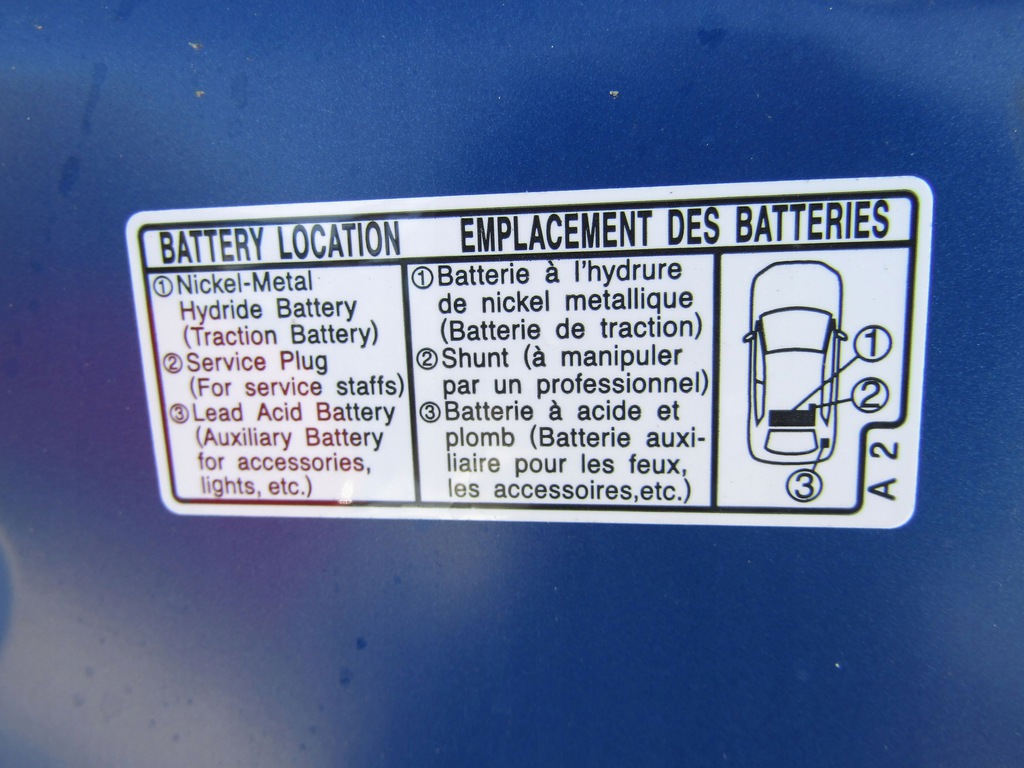 BATTERY LOCATION
EMPLACEMENT DES BATTERIES
①Nickel-Metal
Hydride Battery
(Traction Battery)
②Service Plug
(For service staffs)
③Lead Acid Battery
(Auxiliary Battery
for accessories,
lights, etc.)
①Batterie à l'hydrure
de nickel metallique
(Batterie de traction)
②Shunt (à manipuler
par un professionnel)
③Batterie à acide et
plomb (Batterie auxi-
liaire pour les feux,
les accessoires,etc.)
①
②
③
A 2